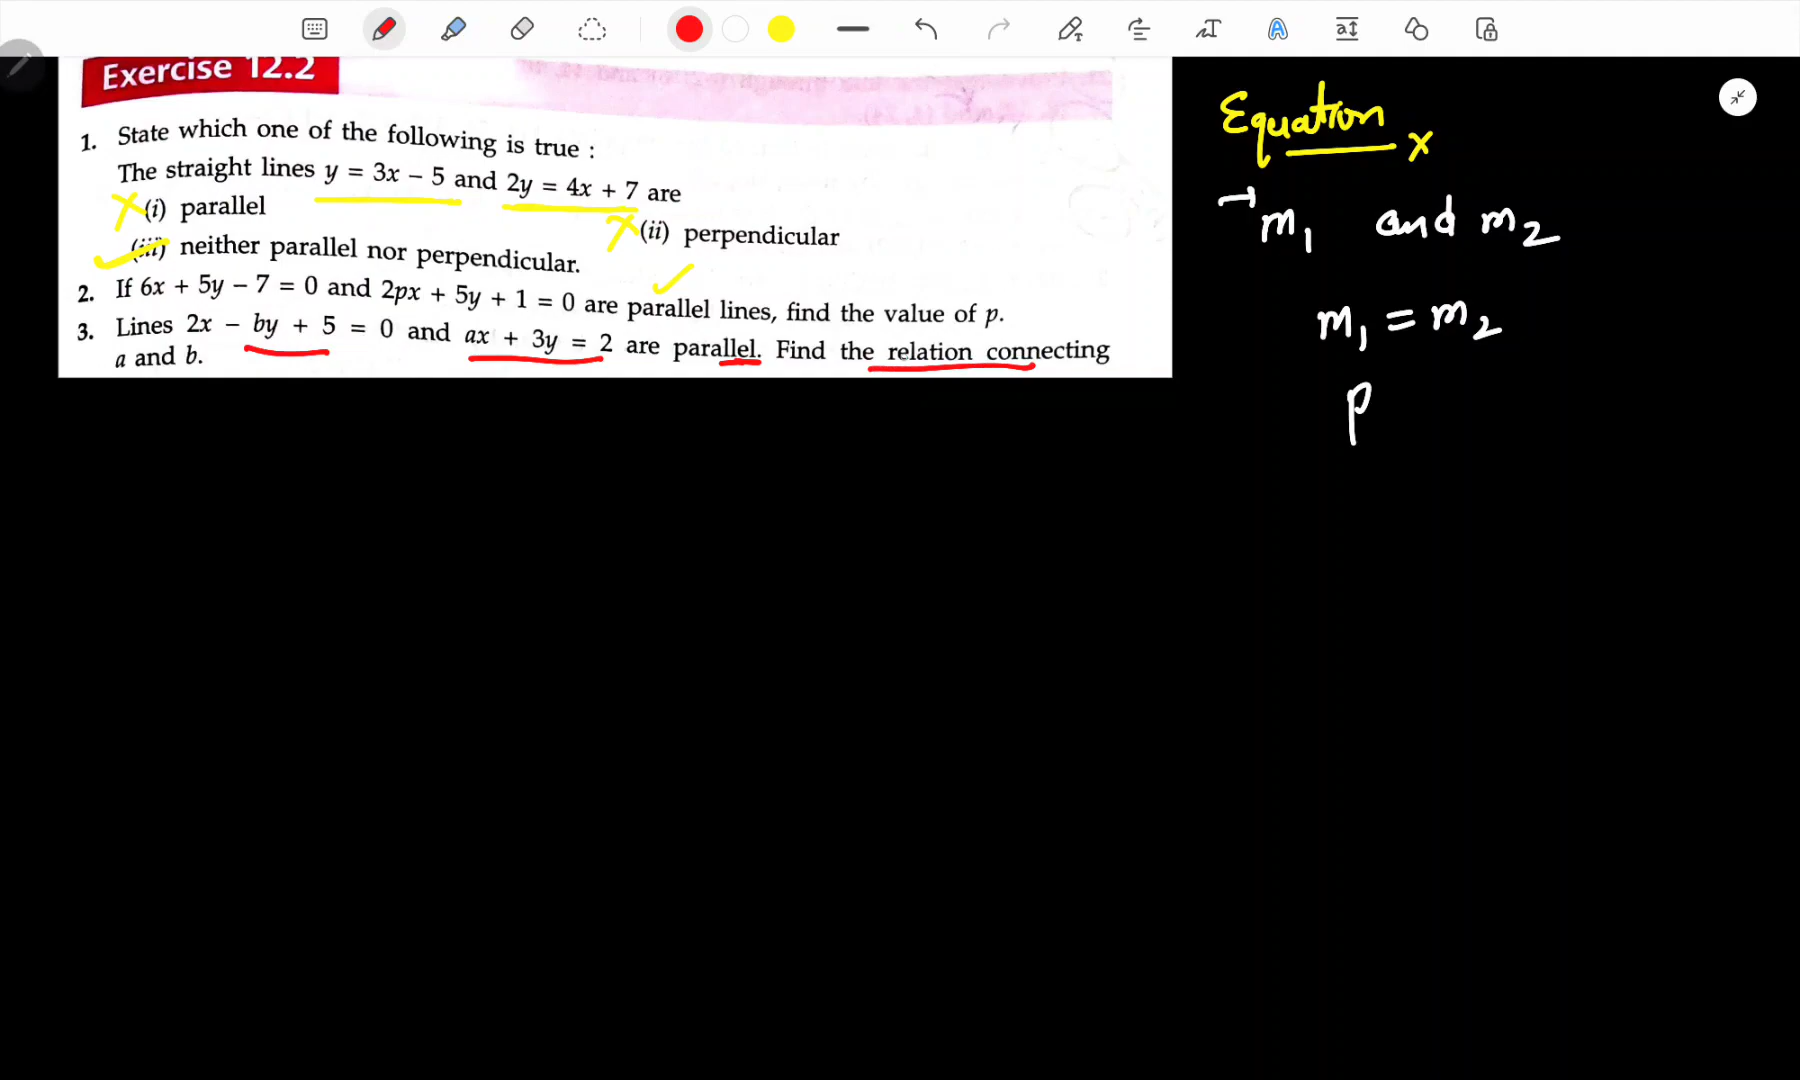 Exercise 12.2
1. State which one of the following is true :
The straight lines y = 3x − 5 and 2y = 4x + 7 are
(i) parallel
(ii) perpendicular
(iii) neither parallel nor perpendicular.
2. If 6x + 5y − 7 = 0 and 2px + 5y + 1 = 0 are parallel lines, find the value of p.
3. Lines 2x − by + 5 = 0 and ax + 3y = 2 are parallel. Find the relation connecting
a and b.
Equation x
m₁ and m₂
m₁ = m₂
p